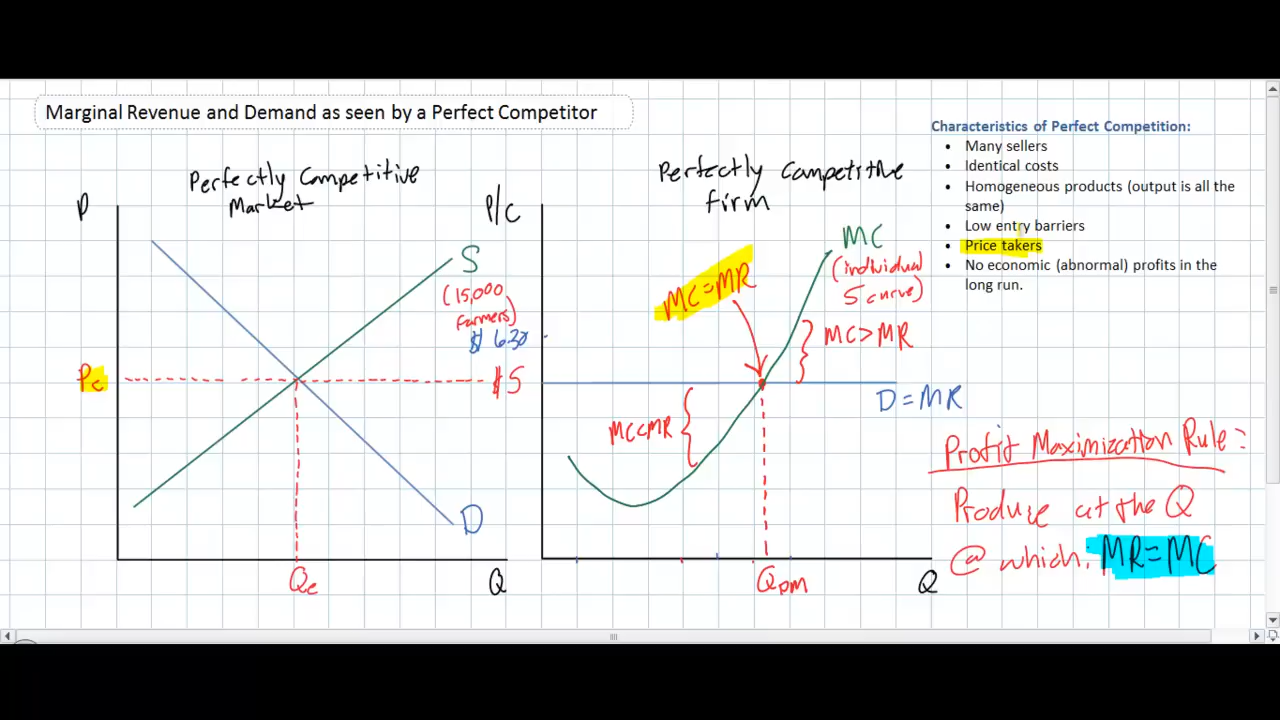 Marginal Revenue and Demand as seen by a Perfect Competitor
Perfectly Competitive
Market
P
S
(15,000
farmers)
$ 6.30
Pc
$5
D
Qe
Q
Perfectly Competitive
firm
P/C
MC
(individual
S curve)
MC=MR
MC>MR
MC<MR
D=MR
Qpm
Q
Characteristics of Perfect Competition:
• Many sellers
• Identical costs
• Homogeneous products (output is all the
same)
• Low entry barriers
• Price takers
• No economic (abnormal) profits in the
long run.
Profit Maximization Rule:
Produce at the Q
@ which, MR=MC